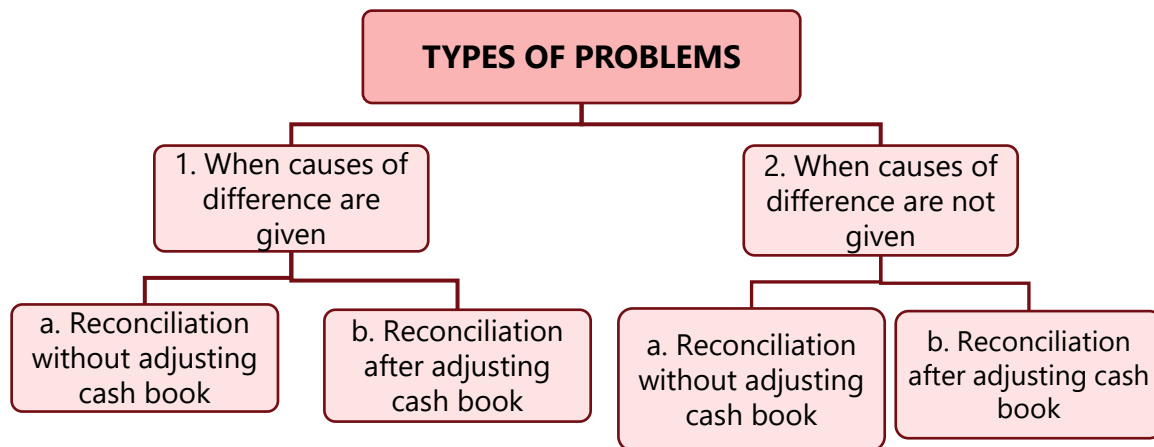 TYPES OF PROBLEMS
1. When causes of
difference are
given
2. When causes of
difference are not
given
a. Reconciliation
without adjusting
cash book
b. Reconciliation
after adjusting
cash book
a. Reconciliation
without adjusting
cash book
b. Reconciliation
after adjusting cash
book